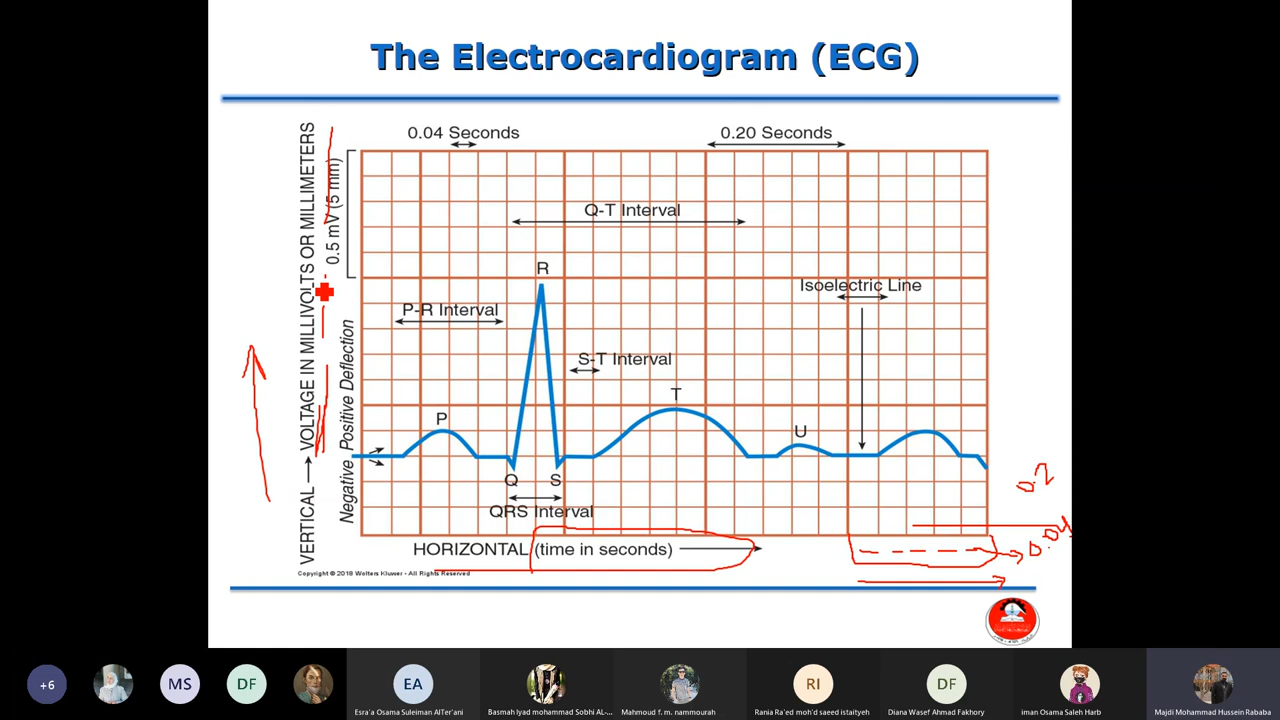 The Electrocardiogram (ECG)
0.04 Seconds
0.20 Seconds
VERTICAL → VOLTAGE IN MILLIVOLTS OR MILLIMETERS
0.5 mV (5 mm)
Negative Positive Deflection
Q-T Interval
R
Isoelectric Line
P-R Interval
S-T Interval
T
P
U
Q
S
QRS Interval
0.2
0.04
HORIZONTAL (time in seconds)
Copyright © 2018 Wolters Kluwer - All Rights Reserved
+6
MS
DF
EA
RI
DF
Esra'a Osama Suleiman AlTer'ani
Basmah Iyad mohammad Sobhi AL-...
Mahmoud f. m. nammourah
Rania Ra'ed moh'd saeed istaityeh
Diana Wasef Ahmad Fakhory
iman Osama Saleh Harb
Majdi Mohammad Hussein Rababa